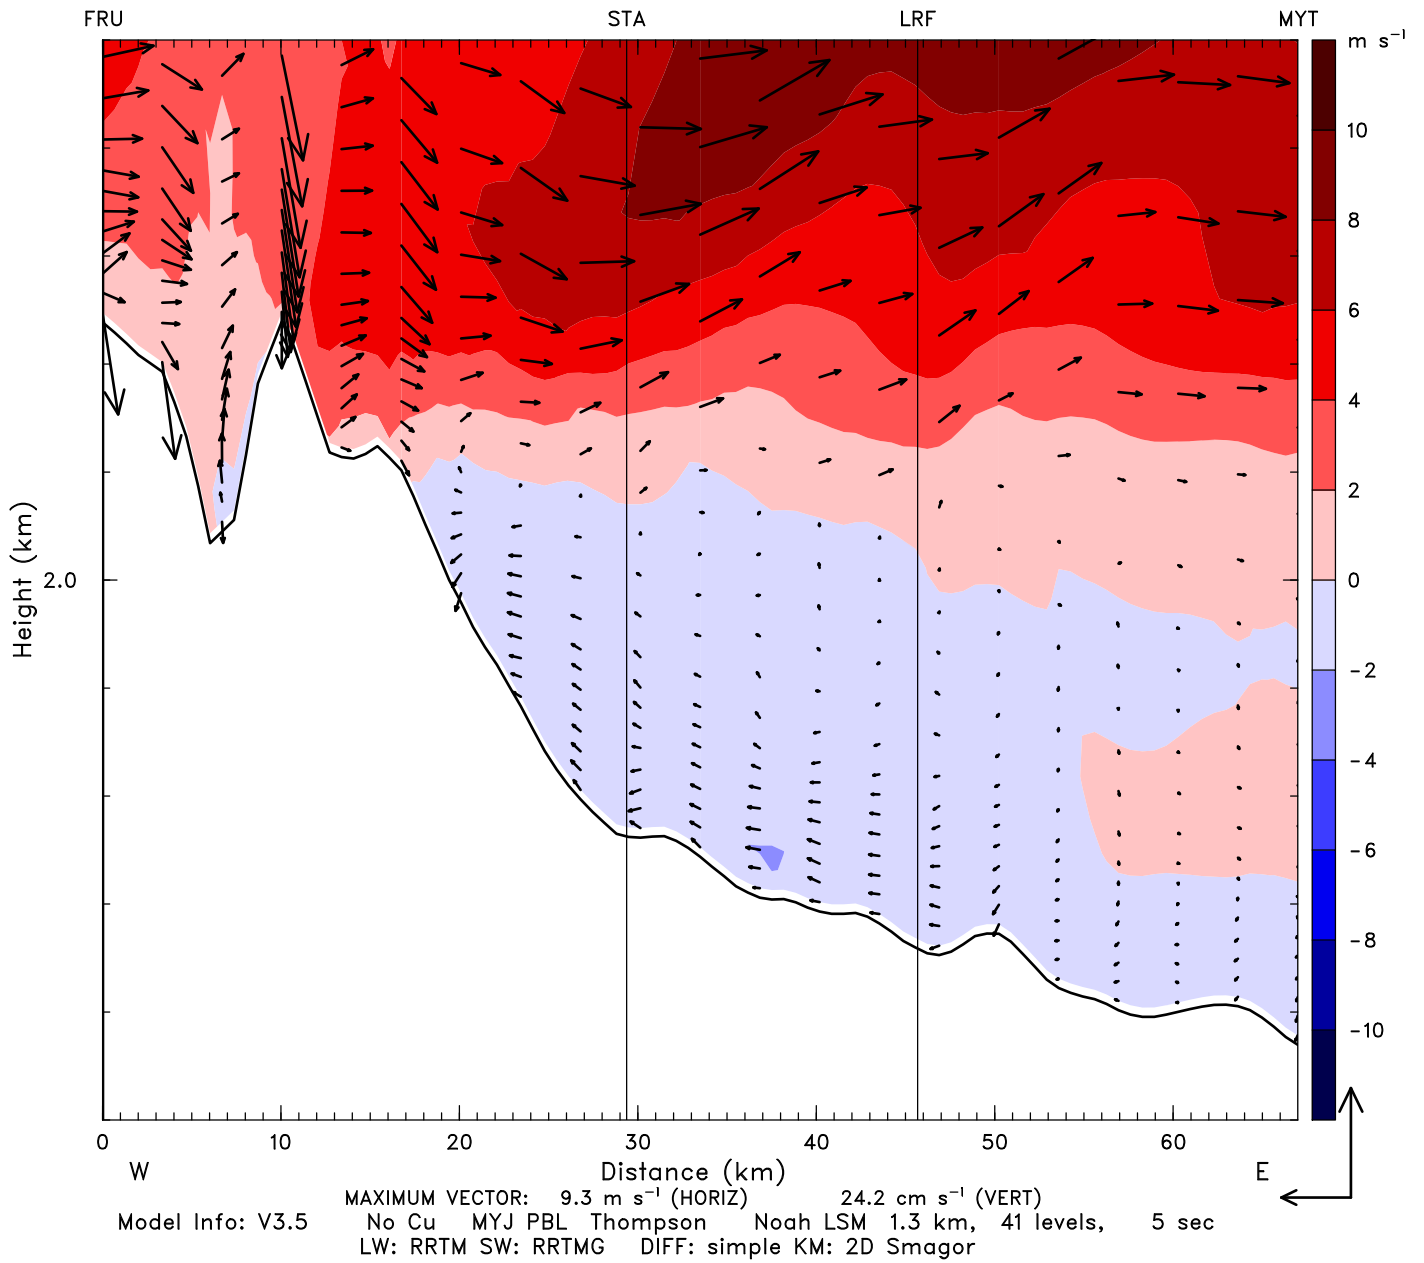 FRU STA LRF MYT
m s⁻¹
10
8
6
4
2
0
-2
-4
-6
-8
-10
Height (km)
2.0
0 10 20 30 40 50 60
W Distance (km) E
MAXIMUM VECTOR: 9.3 m s⁻¹ (HORIZ) 24.2 cm s⁻¹ (VERT)
Model Info: V3.5 No Cu MYJ PBL Thompson Noah LSM 1.3 km, 41 levels, 5 sec
LW: RRTM SW: RRTMG DIFF: simple KM: 2D Smagor